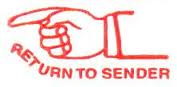 RETURN TO SENDER